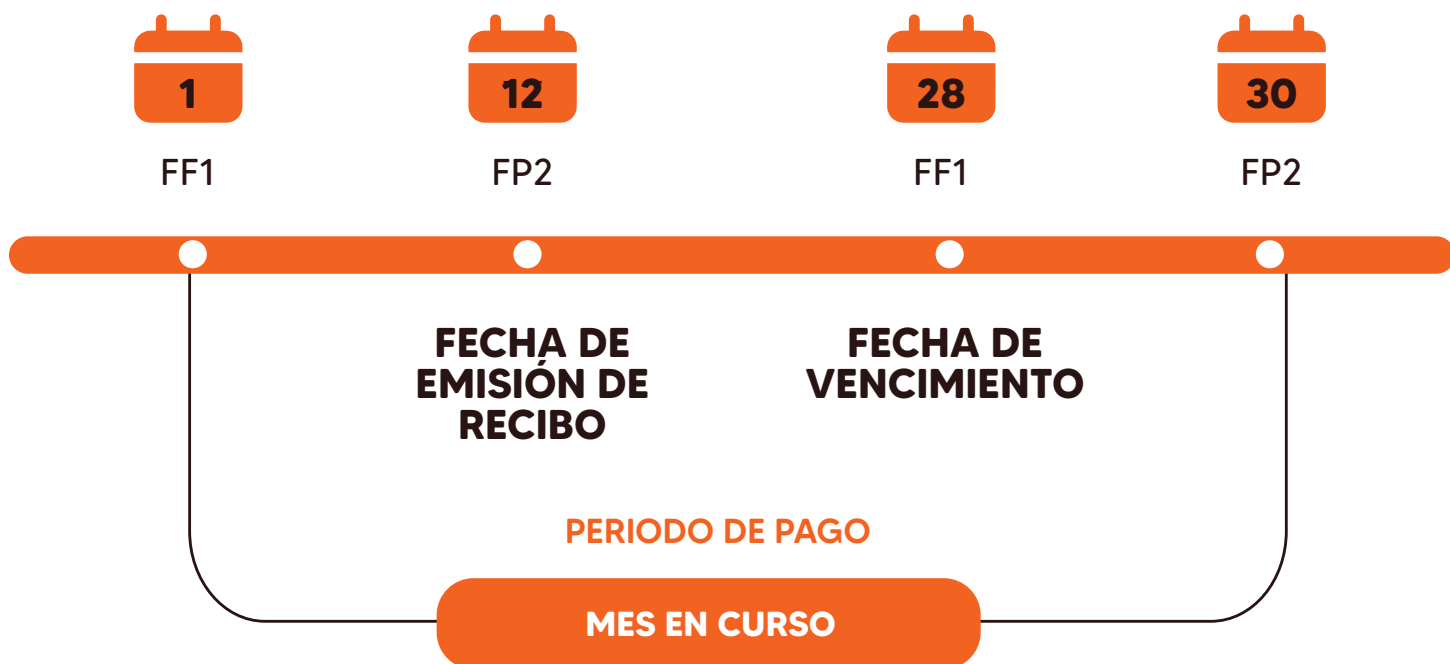 1
12
28
30
FF1
FP2
FF1
FP2
FECHA DE
EMISIÓN DE
RECIBO
FECHA DE
VENCIMIENTO
PERIODO DE PAGO
MES EN CURSO